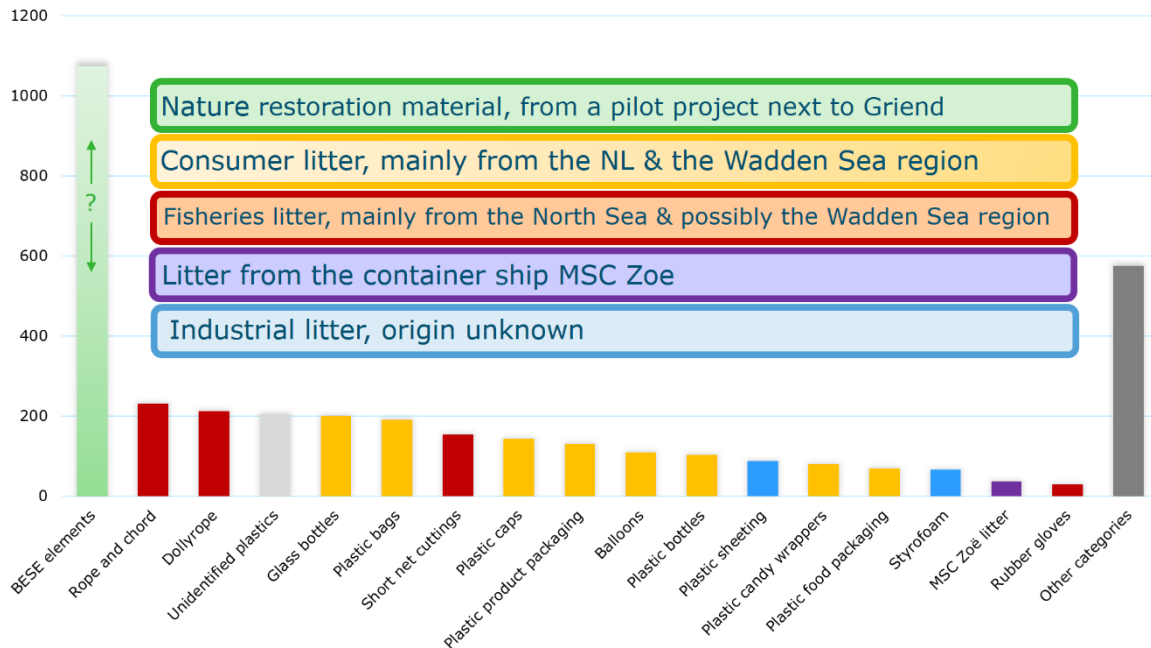 1200
1000
800
600
400
200
0
?
Nature restoration material, from a pilot project next to Griend
Consumer litter, mainly from the NL & the Wadden Sea region
Fisheries litter, mainly from the North Sea & possibly the Wadden Sea region
Litter from the container ship MSC Zoe
Industrial litter, origin unknown
BESE elements
Rope and chord
Dollyrope
Unidentified plastics
Glass bottles
Plastic bags
Short net cuttings
Plastic caps
Plastic product packaging
Balloons
Plastic bottles
Plastic sheeting
Plastic candy wrappers
Plastic food packaging
Styrofoam
MSC Zoë litter
Rubber gloves
Other categories